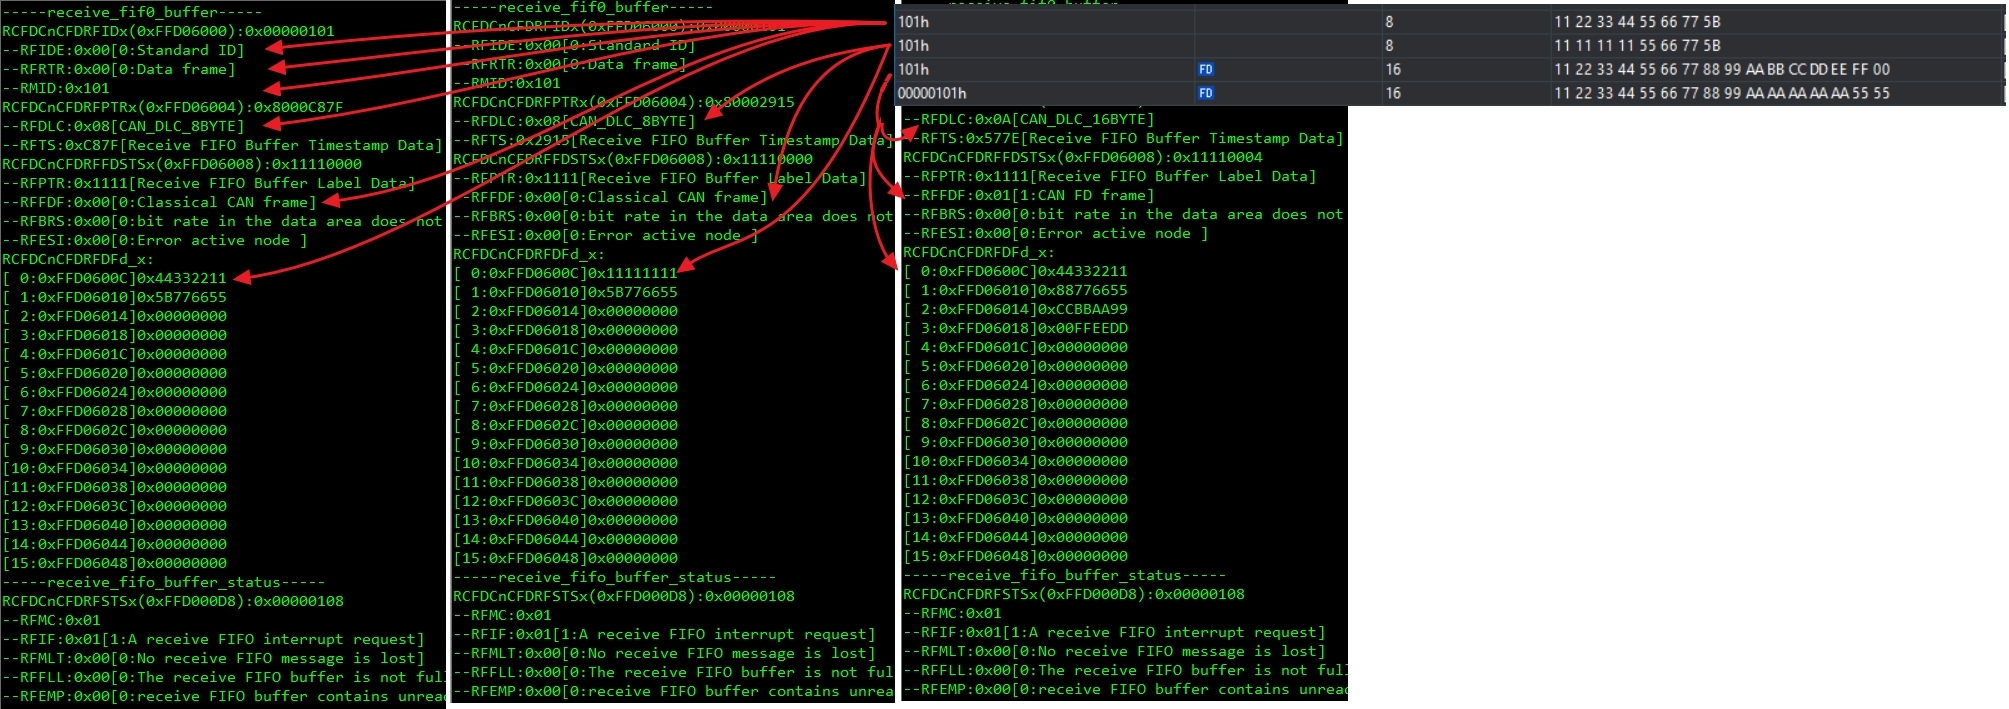 -----receive_fif0_buffer-----
RCFDCnCFDRFIDx(0xFFD06000):0x00000101
--RFIDE:0x00[0:Standard ID]
--RFRTR:0x00[0:Data frame]
--RMID:0x101
RCFDCnCFDRFPTRx(0xFFD06004):0x8000C87F
--RFDLC:0x08[CAN_DLC_8BYTE]
--RFTS:0xC87F[Receive FIFO Buffer Timestamp Data]
RCFDCnCFDRFFDSTSx(0xFFD06008):0x11110000
--RFPTR:0x1111[Receive FIFO Buffer Label Data]
--RFFDF:0x00[0:Classical CAN frame]
--RFBRS:0x00[0:bit rate in the data area does not
--RFESI:0x00[0:Error active node ]
RCFDCnCFDRFDFd_x:
[ 0:0xFFD0600C]0x44332211
[ 1:0xFFD06010]0x5B776655
[ 2:0xFFD06014]0x00000000
[ 3:0xFFD06018]0x00000000
[ 4:0xFFD0601C]0x00000000
[ 5:0xFFD06020]0x00000000
[ 6:0xFFD06024]0x00000000
[ 7:0xFFD06028]0x00000000
[ 8:0xFFD0602C]0x00000000
[ 9:0xFFD06030]0x00000000
[10:0xFFD06034]0x00000000
[11:0xFFD06038]0x00000000
[12:0xFFD0603C]0x00000000
[13:0xFFD06040]0x00000000
[14:0xFFD06044]0x00000000
[15:0xFFD06048]0x00000000
-----receive_fifo_buffer_status-----
RCFDCnCFDRFSTSx(0xFFD000D8):0x00000108
--RFMC:0x01
--RFIF:0x01[1:A receive FIFO interrupt request]
--RFMLT:0x00[0:No receive FIFO message is lost]
--RFFLL:0x00[0:The receive FIFO buffer is not ful
--RFEMP:0x00[0:receive FIFO buffer contains unrea
-----receive_fif0_buffer-----
RCFDCnCFDRFIDx(0xFFD06000):0x00000101
--RFIDE:0x00[0:Standard ID]
--RFRTR:0x00[0:Data frame]
--RMID:0x101
RCFDCnCFDRFPTRx(0xFFD06004):0x80002915
--RFDLC:0x08[CAN_DLC_8BYTE]
--RFTS:0x2915[Receive FIFO Buffer Timestamp Data]
RCFDCnCFDRFFDSTSx(0xFFD06008):0x11110000
--RFPTR:0x1111[Receive FIFO Buffer Label Data]
--RFFDF:0x00[0:Classical CAN frame]
--RFBRS:0x00[0:bit rate in the data area does not
--RFESI:0x00[0:Error active node ]
RCFDCnCFDRFDFd_x:
[ 0:0xFFD0600C]0x11111111
[ 1:0xFFD06010]0x5B776655
[ 2:0xFFD06014]0x00000000
[ 3:0xFFD06018]0x00000000
[ 4:0xFFD0601C]0x00000000
[ 5:0xFFD06020]0x00000000
[ 6:0xFFD06024]0x00000000
[ 7:0xFFD06028]0x00000000
[ 8:0xFFD0602C]0x00000000
[ 9:0xFFD06030]0x00000000
[10:0xFFD06034]0x00000000
[11:0xFFD06038]0x00000000
[12:0xFFD0603C]0x00000000
[13:0xFFD06040]0x00000000
[14:0xFFD06044]0x00000000
[15:0xFFD06048]0x00000000
-----receive_fifo_buffer_status-----
RCFDCnCFDRFSTSx(0xFFD000D8):0x00000108
--RFMC:0x01
--RFIF:0x01[1:A receive FIFO interrupt request]
--RFMLT:0x00[0:No receive FIFO message is lost]
--RFFLL:0x00[0:The receive FIFO buffer is not ful
--RFEMP:0x00[0:receive FIFO buffer contains unrea
101h 8 11 22 33 44 55 66 77 5B
101h 8 11 11 11 11 55 66 77 5B
101h FD 16 11 22 33 44 55 66 77 88 99 AA BB CC DD EE FF 00
00000101h FD 16 11 22 33 44 55 66 77 88 99 AA AA AA AA AA 55 55
--RFDLC:0x0A[CAN_DLC_16BYTE]
--RFTS:0x577E[Receive FIFO Buffer Timestamp Data]
RCFDCnCFDRFFDSTSx(0xFFD06008):0x11110004
--RFPTR:0x1111[Receive FIFO Buffer Label Data]
--RFFDF:0x01[1:CAN FD frame]
--RFBRS:0x00[0:bit rate in the data area does not
--RFESI:0x00[0:Error active node ]
RCFDCnCFDRFDFd_x:
[ 0:0xFFD0600C]0x44332211
[ 1:0xFFD06010]0x88776655
[ 2:0xFFD06014]0xCCBBAA99
[ 3:0xFFD06018]0x00FFEEDD
[ 4:0xFFD0601C]0x00000000
[ 5:0xFFD06020]0x00000000
[ 6:0xFFD06024]0x00000000
[ 7:0xFFD06028]0x00000000
[ 8:0xFFD0602C]0x00000000
[ 9:0xFFD06030]0x00000000
[10:0xFFD06034]0x00000000
[11:0xFFD06038]0x00000000
[12:0xFFD0603C]0x00000000
[13:0xFFD06040]0x00000000
[14:0xFFD06044]0x00000000
[15:0xFFD06048]0x00000000
-----receive_fifo_buffer_status-----
RCFDCnCFDRFSTSx(0xFFD000D8):0x00000108
--RFMC:0x01
--RFIF:0x01[1:A receive FIFO interrupt request]
--RFMLT:0x00[0:No receive FIFO message is lost]
--RFFLL:0x00[0:The receive FIFO buffer is not ful
--RFEMP:0x00[0:receive FIFO buffer contains unrea